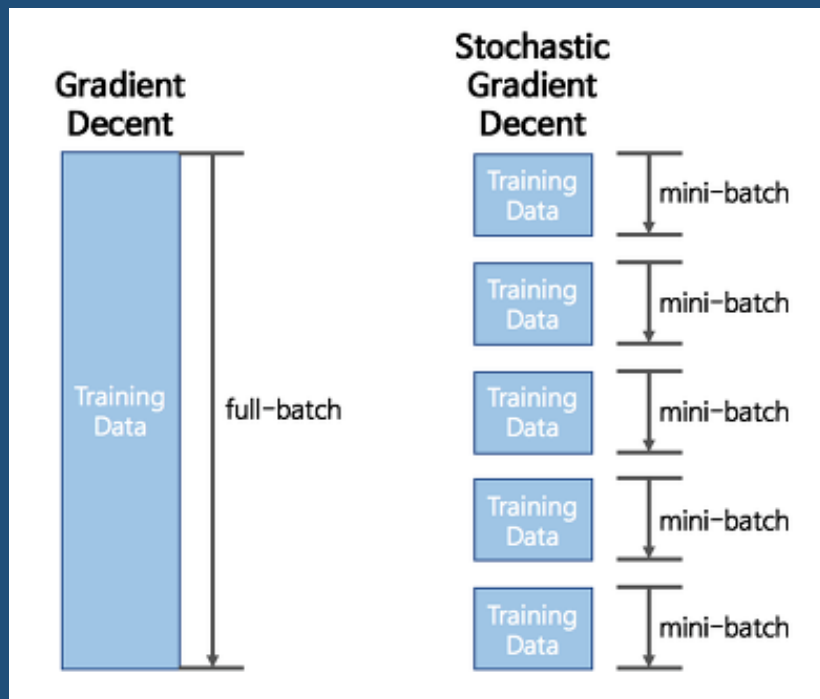 Gradient
Decent
Training
Data
full-batch
Stochastic
Gradient
Decent
Training
Data
mini-batch
Training
Data
mini-batch
Training
Data
mini-batch
Training
Data
mini-batch
Training
Data
mini-batch